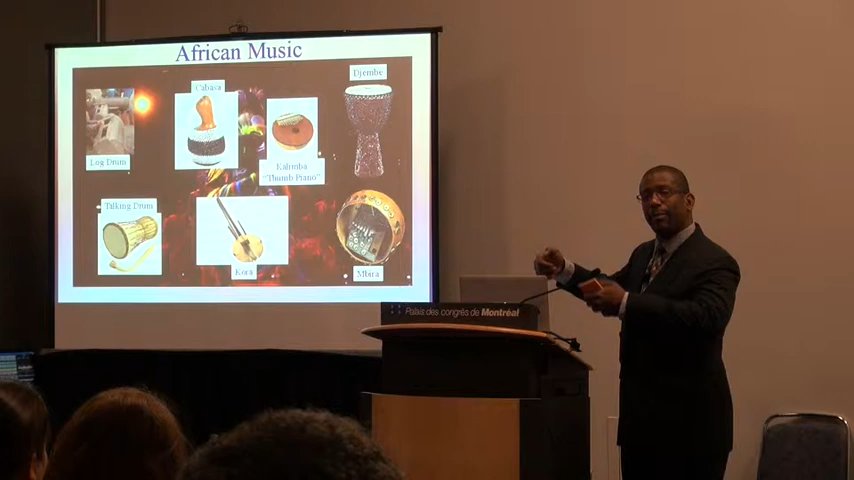 African Music
Cabasa
Djembe
Log Drum
Kalimba
"Thumb Piano"
Talking Drum
Kora
Mbira
Palais des congrès de Montréal